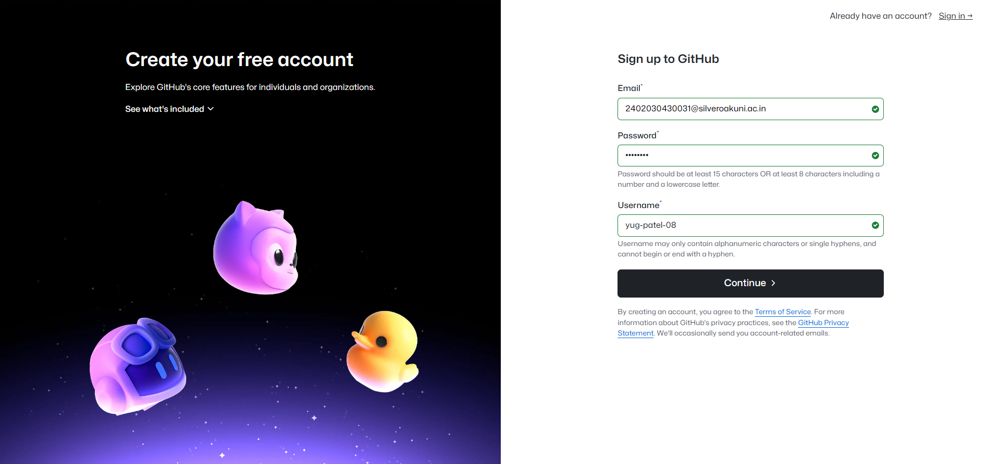 Create your free account
Explore GitHub's core features for individuals and organizations.
See what's included
Already have an account? Sign in →
Sign up to GitHub
Email*
2402030430031@silveroakuni.ac.in
Password*
••••••••
Password should be at least 15 characters OR at least 8 characters including a
number and a lowercase letter.
Username*
yug-patel-08
Username may only contain alphanumeric characters or single hyphens, and
cannot begin or end with a hyphen.
Continue
By creating an account, you agree to the Terms of Service. For more
information about GitHub's privacy practices, see the GitHub Privacy
Statement. We'll occasionally send you account-related emails.